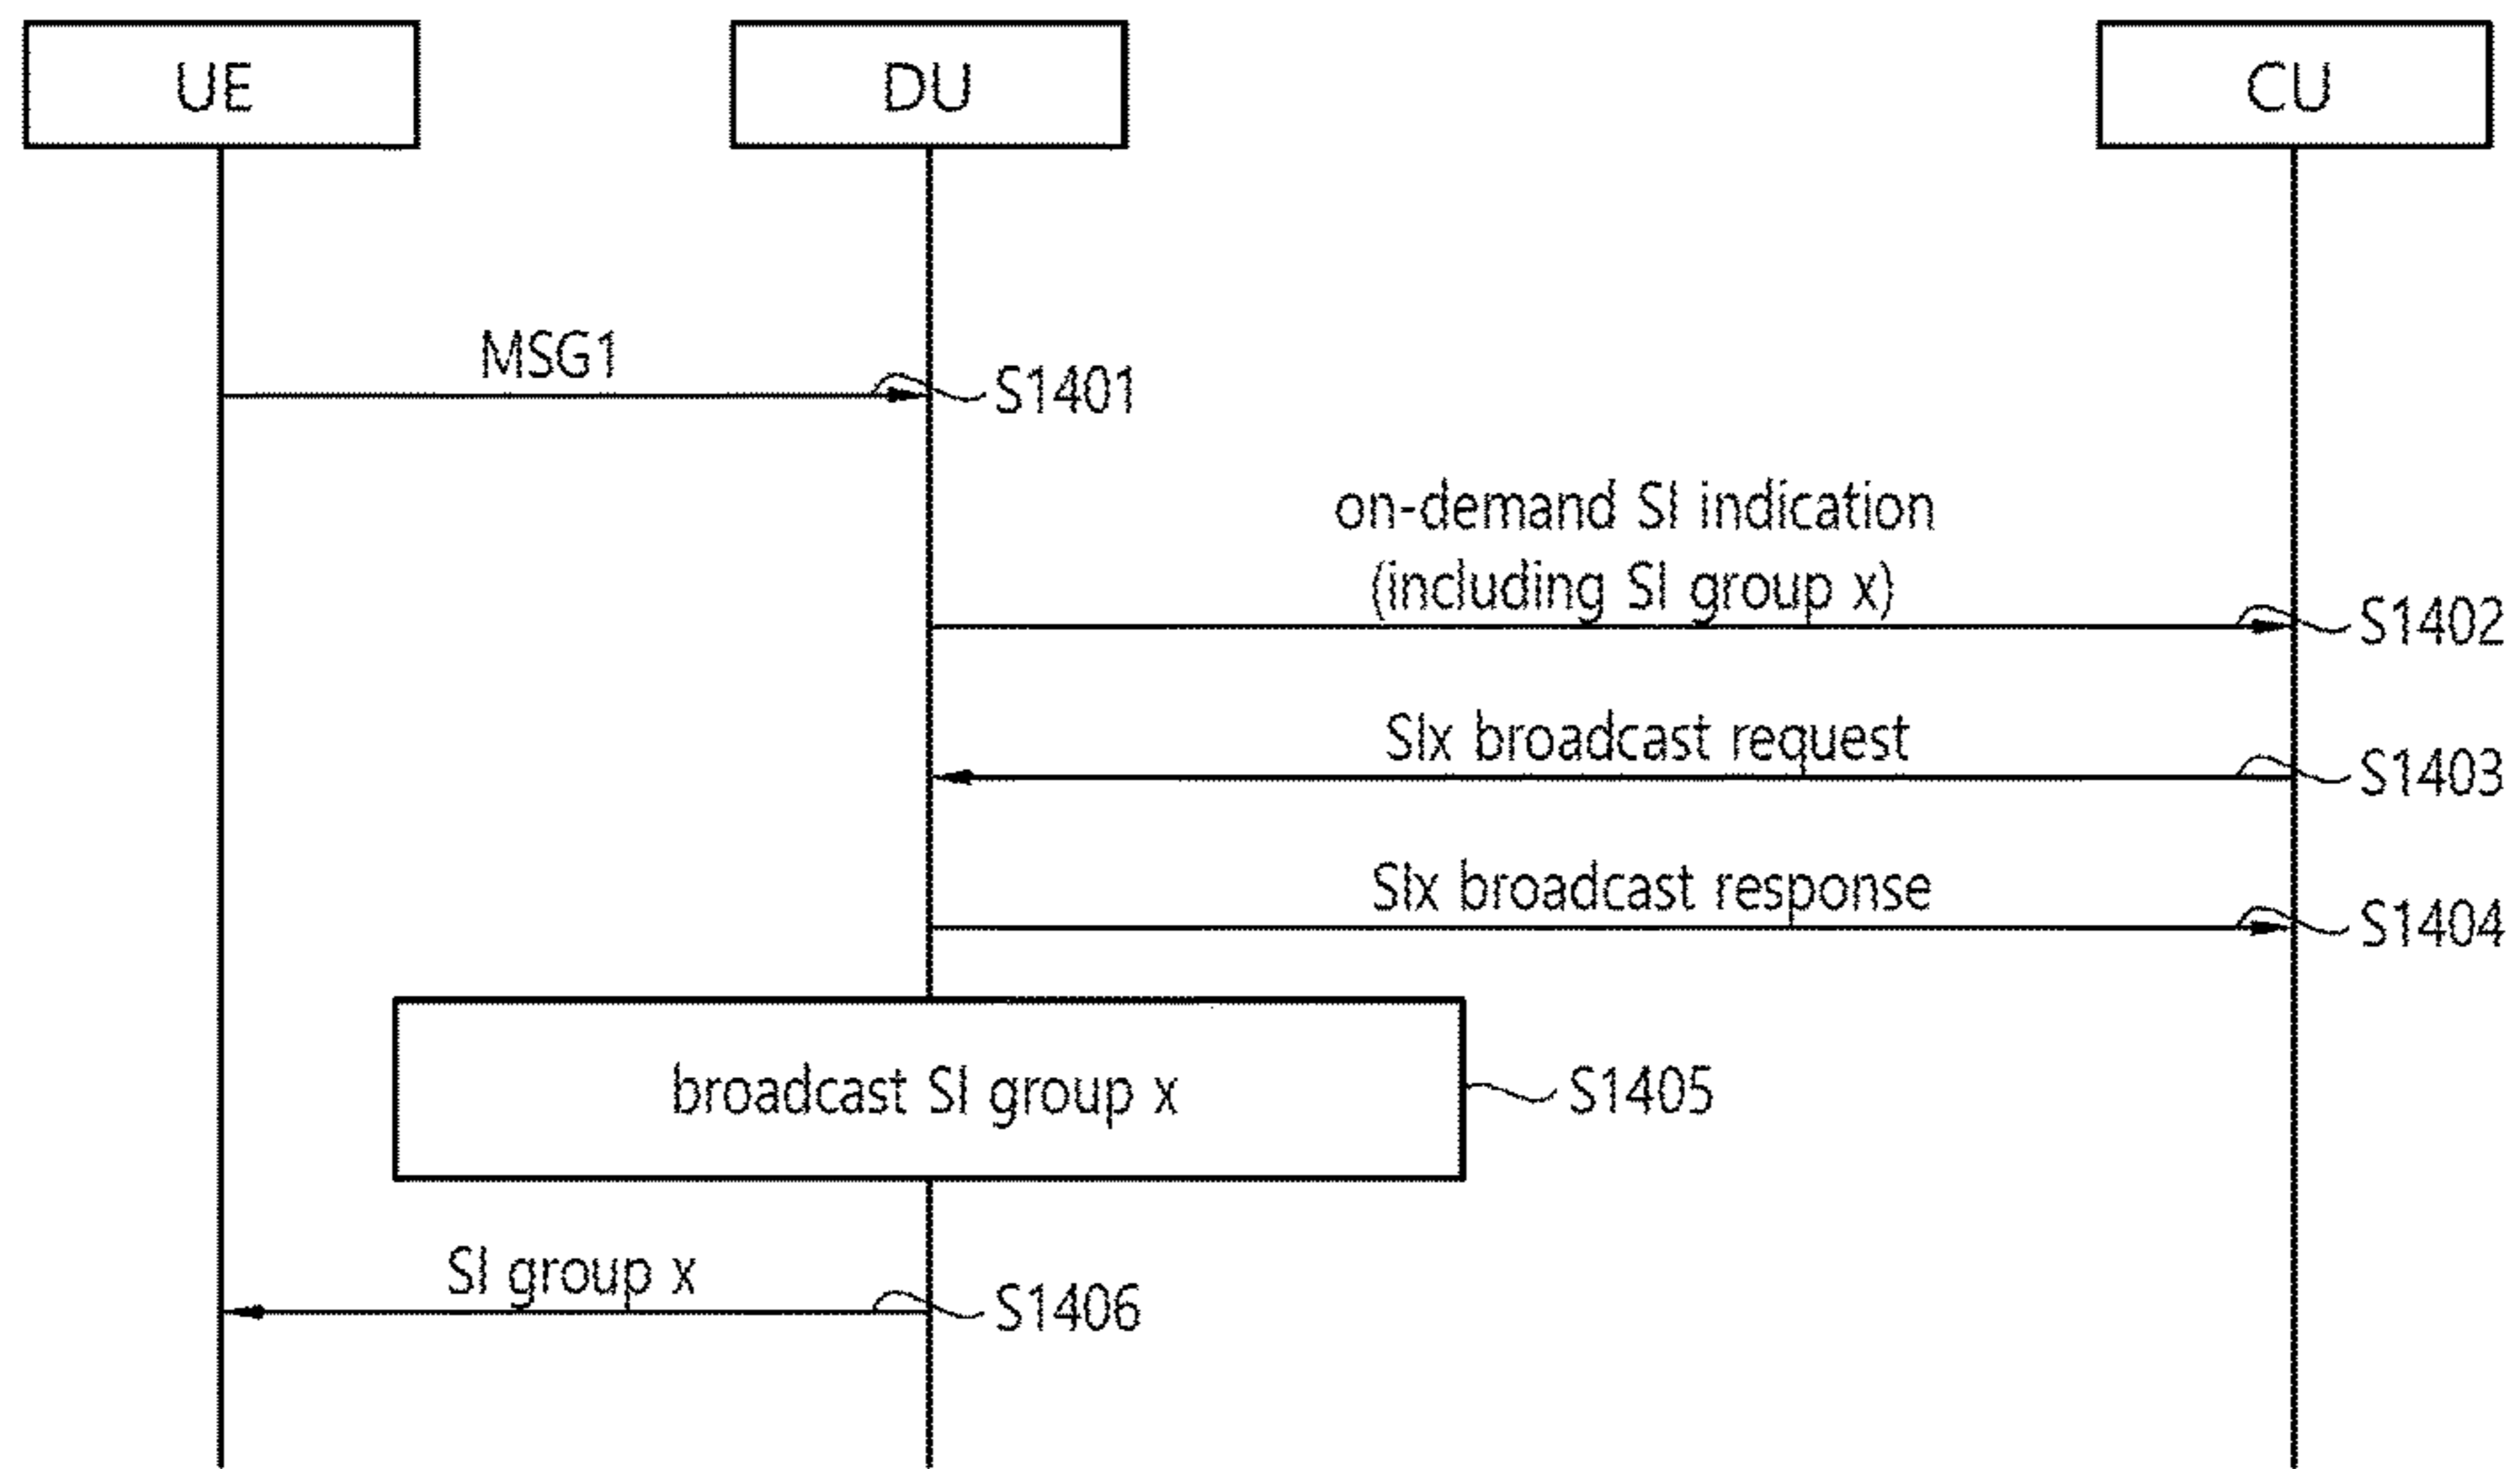 UE
DU
CU
MSG1
S1401
on-demand SI indication
(including SI group x)
S1402
SIx broadcast request
S1403
SIx broadcast response
S1404
broadcast SI group x
S1405
SI group x
S1406